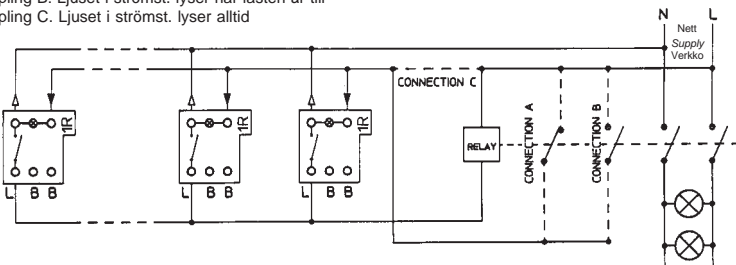 pling B. Ljuset i strömst. lyser när lasten är till
pling C. Ljuset i strömst. lyser alltid
N L
Nett
Supply
Verkko
CONNECTION C
CONNECTION A
CONNECTION B
1R
1R
1R
RELAY
L B B
L B B
L B B